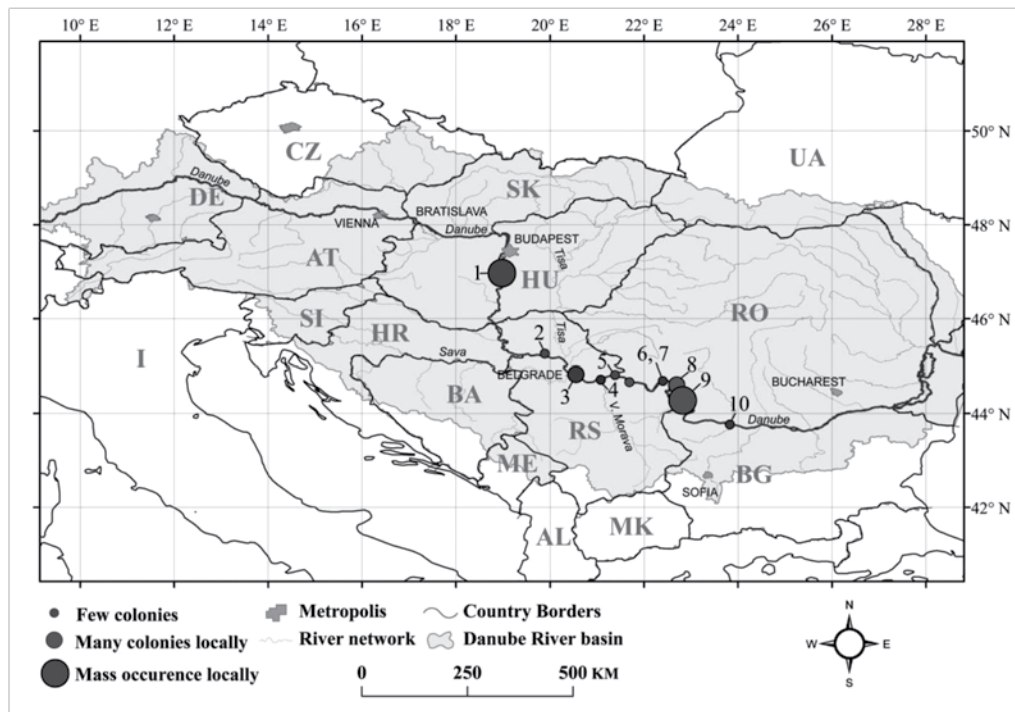 10° E 12° E 14° E 16° E 18° E 20° E 22° E 24° E 26° E 28° E
50° N
CZ
UA
Danube
DE
SK
48° N
VIENNA
BRATISLAVA
Danube
BUDAPEST
Tisa
AT
1
HU
RO
46° N
SI
HR
2
Tisa
I
Sava
6, 7
8
5
BELGRADE
9
BUCHAREST
BA
3
4
10
44° N
Danube
V. Morava
RS
ME
BG
SOFIA
42° N
AL
MK
Few colonies
Metropolis
Country Borders
Many colonies locally
River network
Danube River basin
Mass occurence locally
0 250 500 KM
N
W E
S